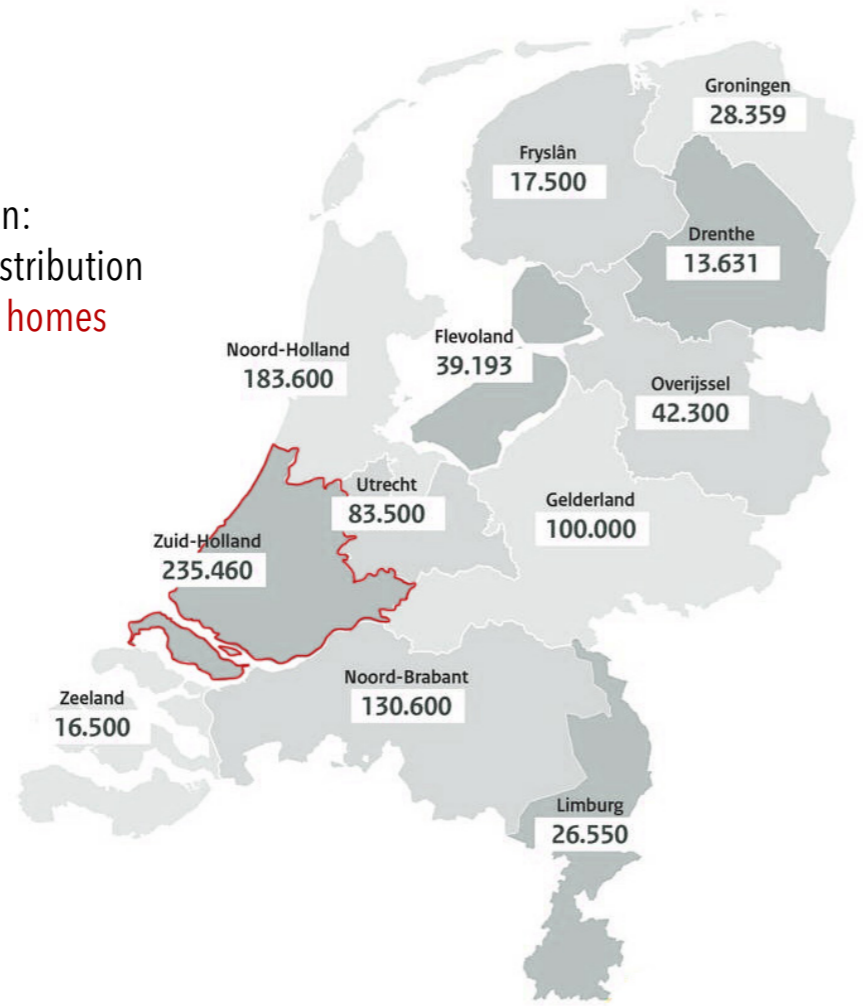 n:
stribution
homes
Groningen
28.359
Fryslân
17.500
Drenthe
13.631
Flevoland
39.193
Noord-Holland
183.600
Overijssel
42.300
Utrecht
83.500
Gelderland
100.000
Zuid-Holland
235.460
Noord-Brabant
130.600
Zeeland
16.500
Limburg
26.550